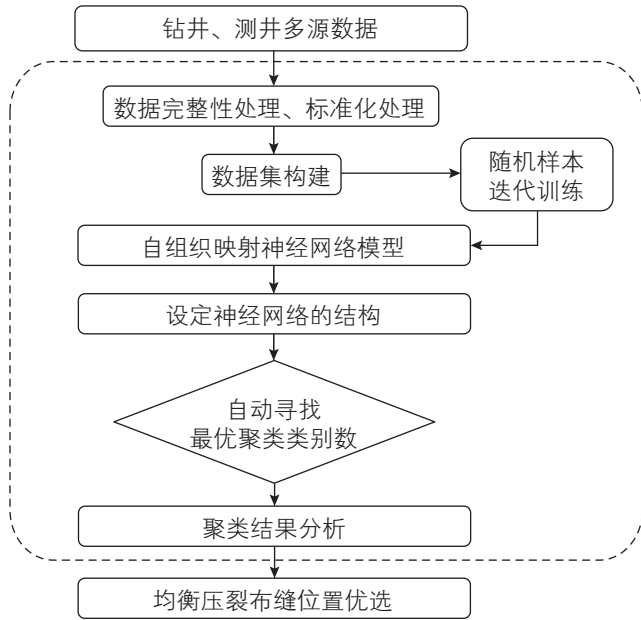 钻井、测井多源数据
数据完整性处理、标准化处理
数据集构建
随机样本
迭代训练
自组织映射神经网络模型
设定神经网络的结构
自动寻找
最优聚类类别数
聚类结果分析
均衡压裂布缝位置优选